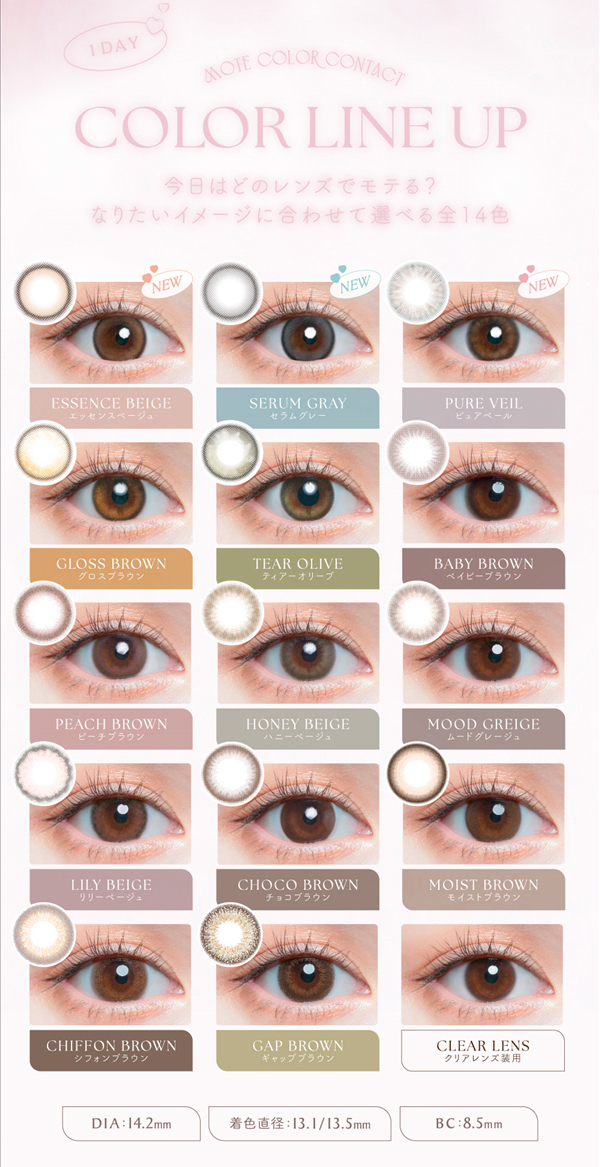 1 DAY
MOTE COLOR CONTACT
COLOR LINE UP
今日はどのレンズでモテる?
なりたいイメージに合わせて選べる全14色
NEW
NEW
NEW
ESSENCE BEIGE
エッセンスベージュ
SERUM GRAY
セラムグレー
PURE VEIL
ピュアベール
GLOSS BROWN
グロスブラウン
TEAR OLIVE
ティアーオリーブ
BABY BROWN
ベイビーブラウン
PEACH BROWN
ピーチブラウン
HONEY BEIGE
ハニーベージュ
MOOD GREIGE
ムードグレージュ
LILY BEIGE
リリーベージュ
CHOCO BROWN
チョコブラウン
MOIST BROWN
モイストブラウン
CHIFFON BROWN
シフォンブラウン
GAP BROWN
ギャップブラウン
CLEAR LENS
クリアレンズ装用
DIA:14.2mm
着色直径:13.1/13.5mm
BC:8.5mm